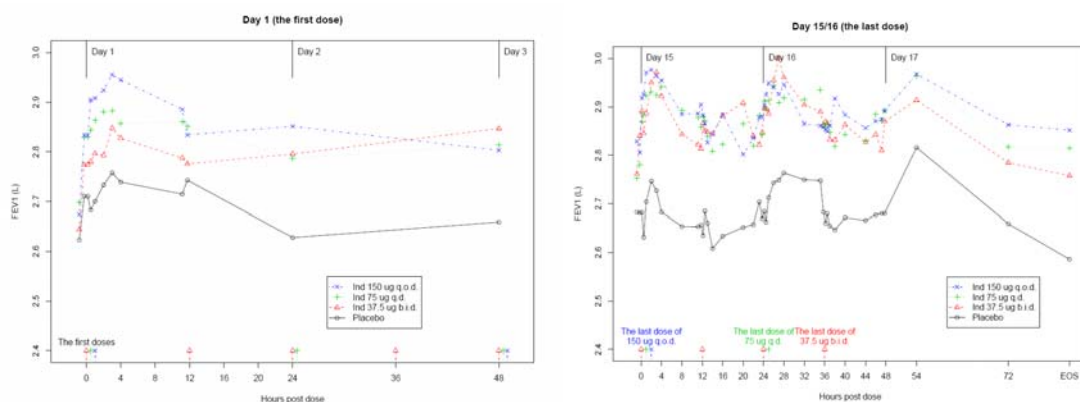 Day 1 (the first dose)
Day 1
Day 2
Day 3
3.0
2.9
2.8
2.7
2.6
2.5
2.4
FEV1 (L)
Ind 150 ug q.o.d.
Ind 75 ug q.d.
Ind 37.5 ug b.i.d.
Placebo
The first doses
0 4 8 12 16 20 24 36 48
Hours post dose
Day 15/16 (the last dose)
Day 15
Day 16
Day 17
3.0
2.9
2.8
2.7
2.6
2.5
2.4
FEV1 (L)
Ind 150 ug q.o.d.
Ind 75 ug q.d.
Ind 37.5 ug b.i.d.
Placebo
The last dose of
150 ug q.o.d.
The last dose of
75 ug q.d.
The last dose of
37.5 ug b.i.d.
0 4 8 12 16 20 24 28 32 36 40 44 48 54 72 EOS
Hours post dose